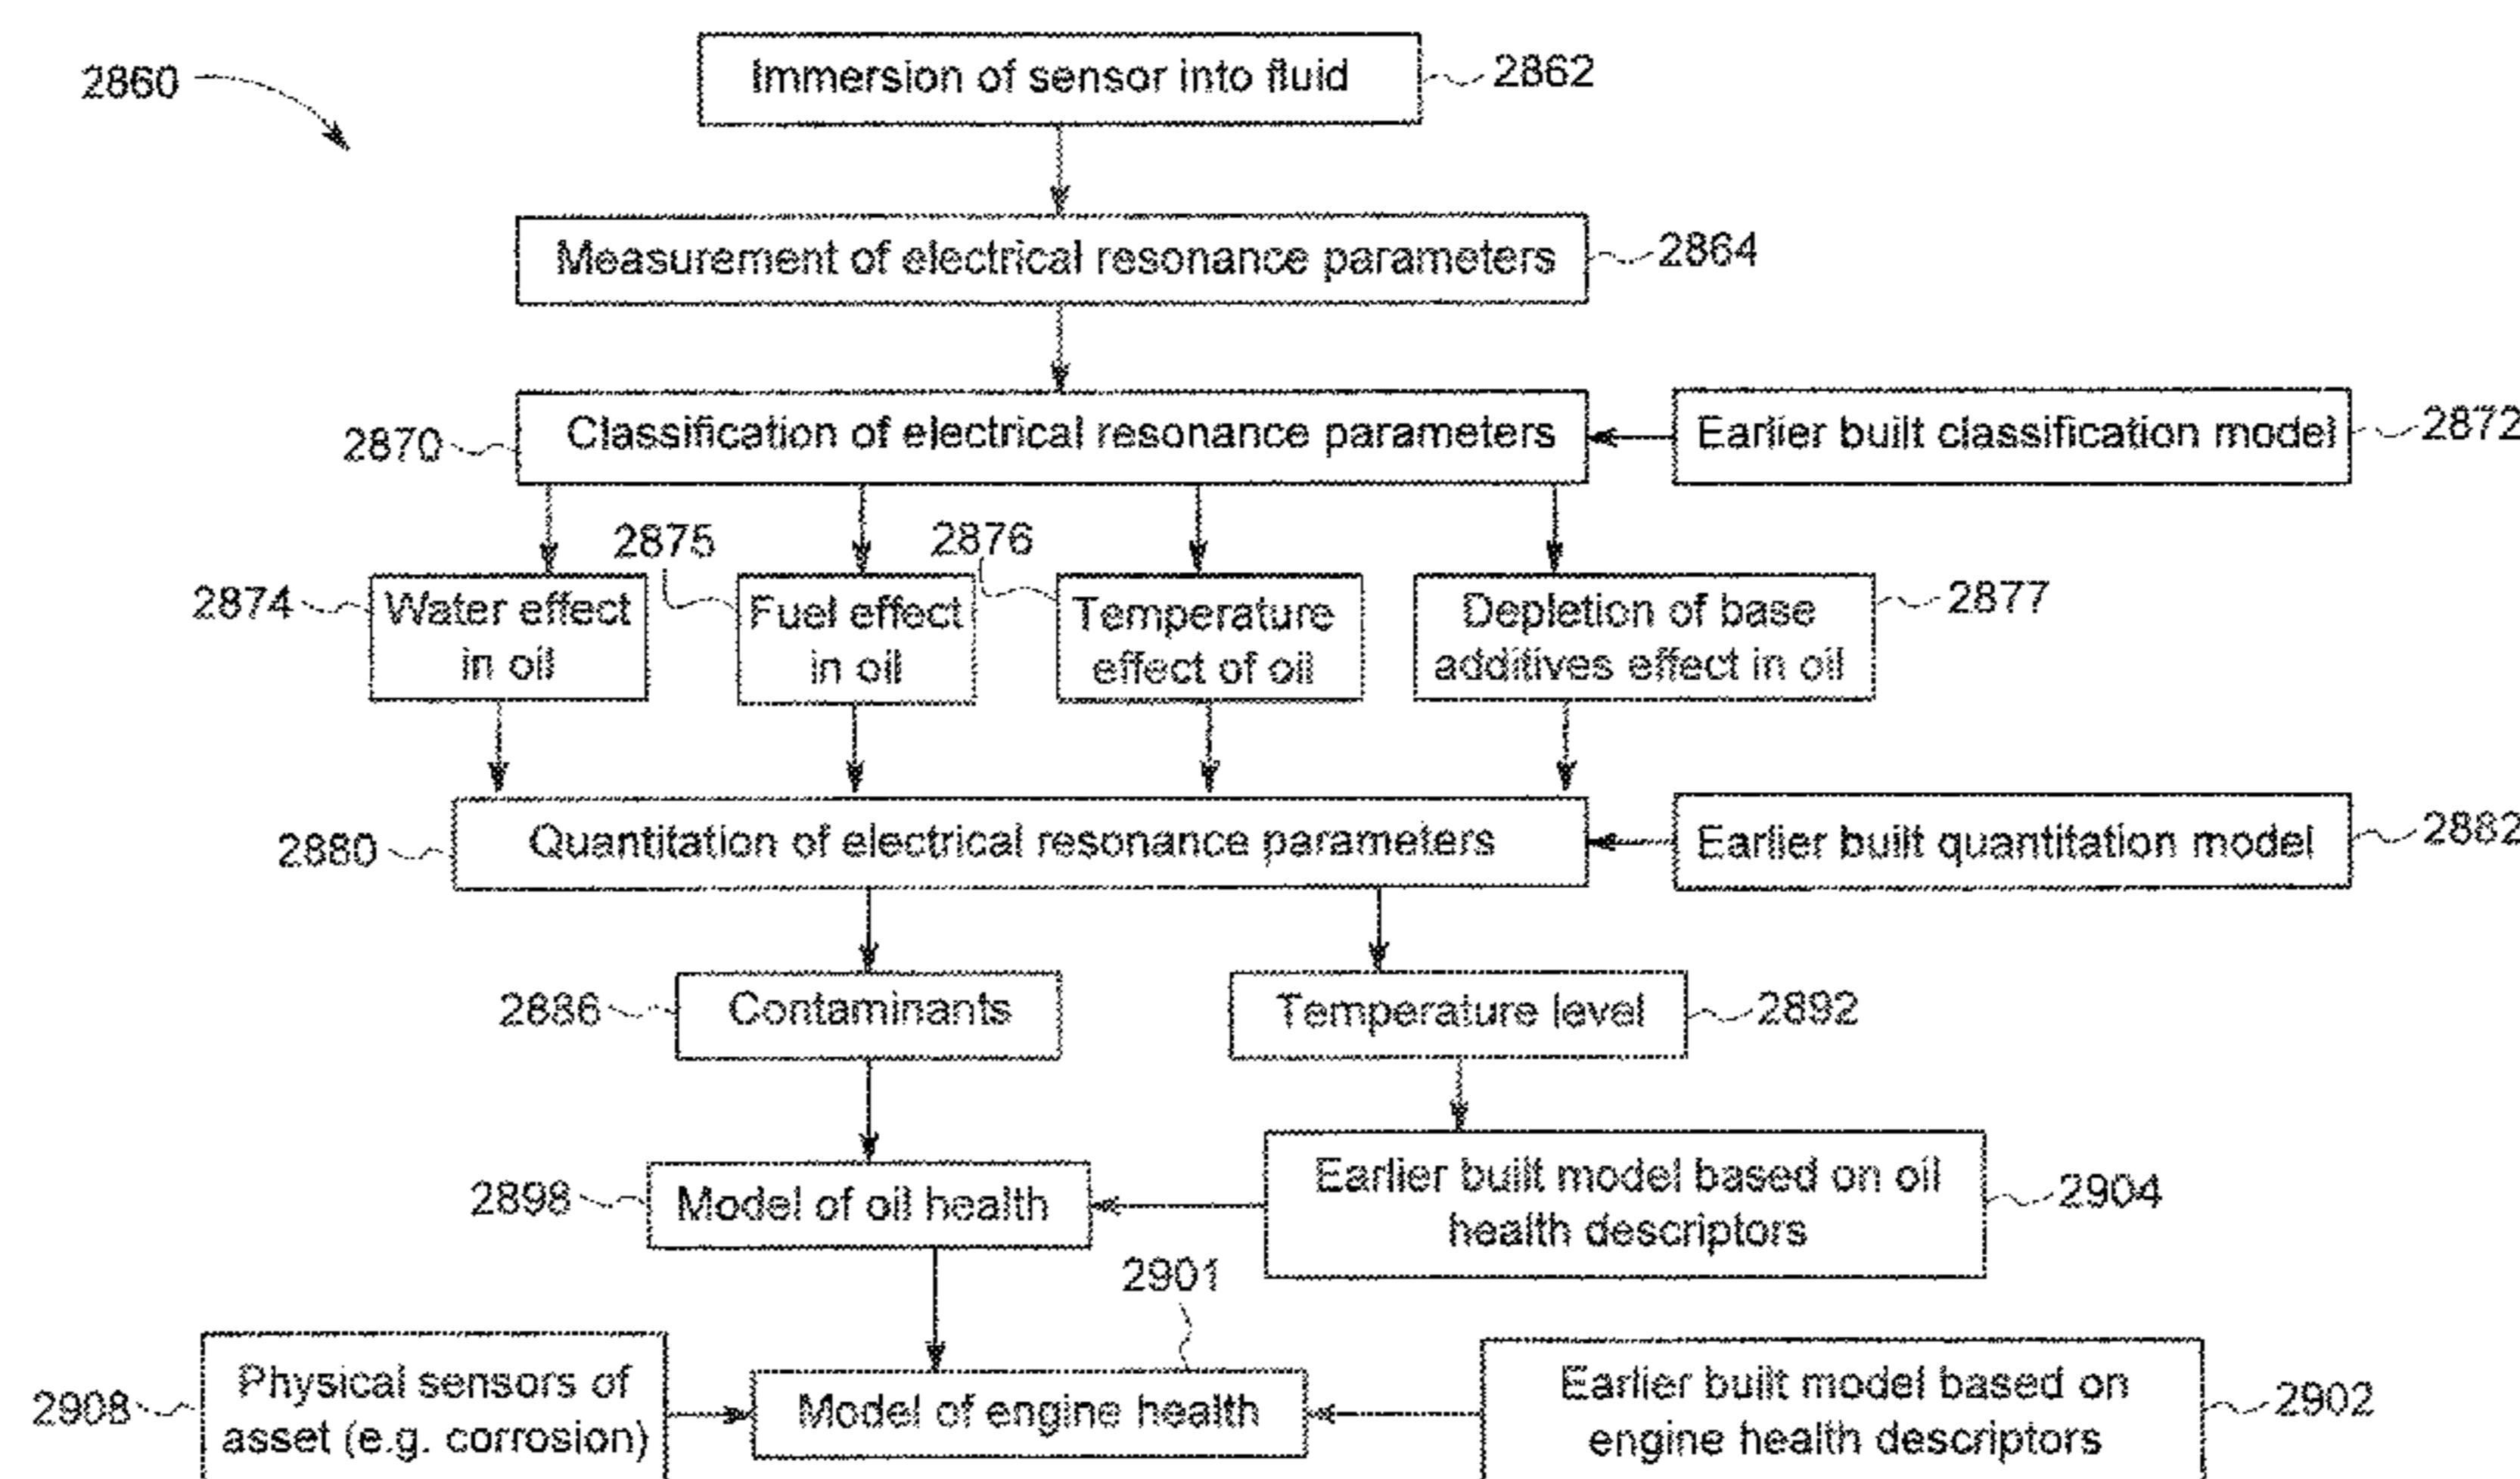 2860
Immersion of sensor into fluid
2862
Measurement of electrical resonance parameters
2864
2870
Classification of electrical resonance parameters
Earlier built classification model
2872
2875
2876
2874
Water effect
in oil
Fuel effect
in oil
Temperature
effect of oil
Depletion of base
additives effect in oil
2877
2880
Quantitation of electrical resonance parameters
Earlier built quantitation model
2882
2886
Contaminants
Temperature level
2892
2898
Model of oil health
Earlier built model based on oil
health descriptors
2904
2901
2908
Physical sensors of
asset (e.g. corrosion)
Model of engine health
Earlier built model based on
engine health descriptors
2902